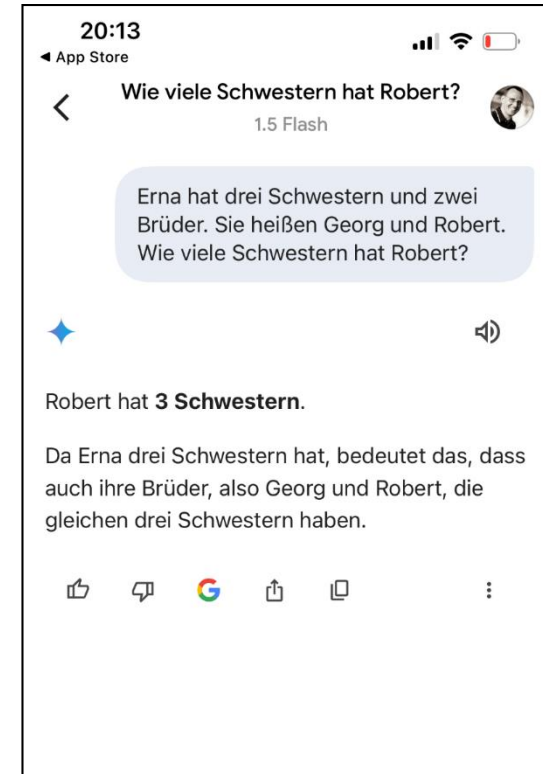 20:13
◀ App Store
Wie viele Schwestern hat Robert?
1.5 Flash
Erna hat drei Schwestern und zwei
Brüder. Sie heißen Georg und Robert.
Wie viele Schwestern hat Robert?
Robert hat 3 Schwestern.
Da Erna drei Schwestern hat, bedeutet das, dass
auch ihre Brüder, also Georg und Robert, die
gleichen drei Schwestern haben.